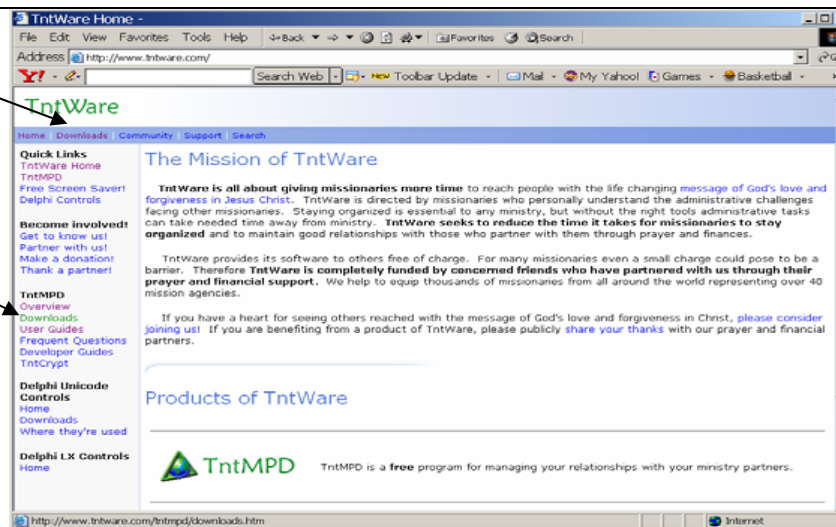 TntWare Home -
File Edit View Favorites Tools Help Back Favorites Search
Address http://www.tntware.com/
Y! Search Web NEW Toolbar Update Mail My Yahoo! Games Basketball
TntWare
Home | Downloads | Community | Support | Search
Quick Links
TntWare Home
TntMPD
Free Screen Saver!
Delphi Controls
Become involved!
Get to know us!
Partner with us!
Make a donation!
Thank a partner!
TntMPD
Overview
Downloads
User Guides
Frequent Questions
Developer Guides
TntCrypt
Delphi Unicode
Controls
Home
Downloads
Where they're used
Delphi LX Controls
Home
The Mission of TntWare
TntWare is all about giving missionaries more time to reach people with the life changing message of God's love and
forgiveness in Jesus Christ. TntWare is directed by missionaries who personally understand the administrative challenges
facing other missionaries. Staying organized is essential to any ministry, but without the right tools administrative tasks
can take needed time away from ministry. TntWare seeks to reduce the time it takes for missionaries to stay
organized and to maintain good relationships with those who partner with them through prayer and finances.
TntWare provides its software to others free of charge. For many missionaries even a small charge could pose to be a
barrier. Therefore TntWare is completely funded by concerned friends who have partnered with us through their
prayer and financial support. We help to equip thousands of missionaries from all around the world representing over 40
mission agencies.
If you have a heart for seeing others reached with the message of God's love and forgiveness in Christ, please consider
joining us! If you are benefiting from a product of TntWare, please publicly share your thanks with our prayer and financial
partners.
Products of TntWare
TntMPD TntMPD is a free program for managing your relationships with your ministry partners.
http://www.tntware.com/tntmpd/downloads.htm Internet